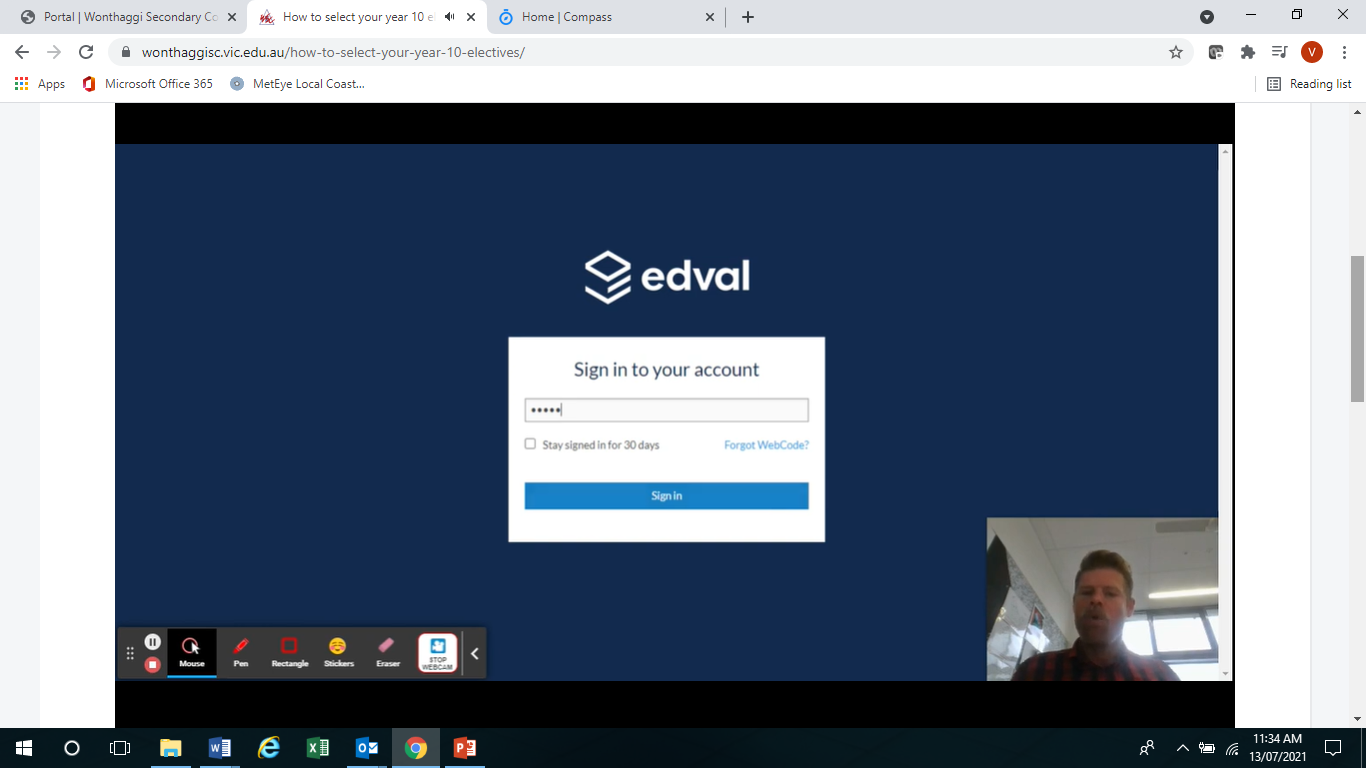 Portal | Wonthaggi Secondary Co
How to select your year 10 e
Home | Compass
wonthaggisc.vic.edu.au/how-to-select-your-year-10-electives/
V
Apps
Microsoft Office 365
MetEye Local Coast...
Reading list
edval
Sign in to your account
•••••
Stay signed in for 30 days
Forgot WebCode?
Sign in
Mouse
Pen
Rectangle
Stickers
Eraser
STOP
WEBCAM
11:34 AM
13/07/2021